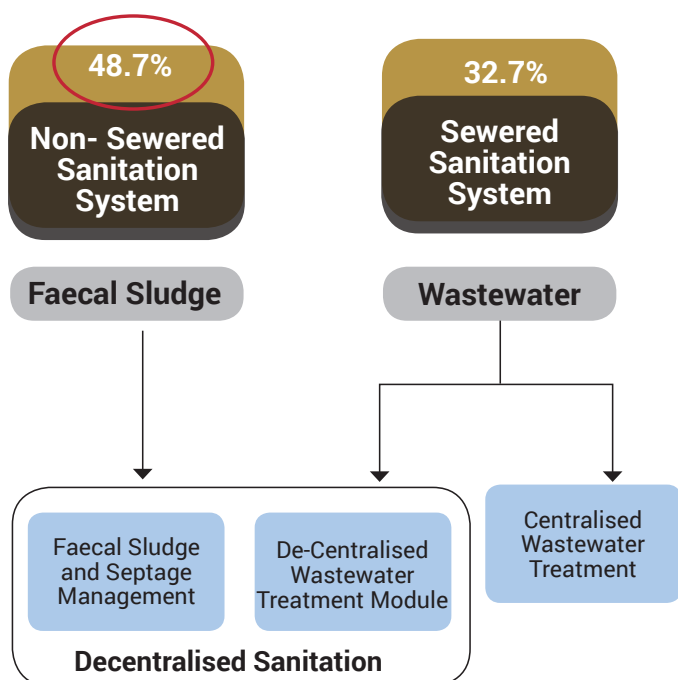 48.7%
Non- Sewered
Sanitation
System
32.7%
Sewered
Sanitation
System
Faecal Sludge
Wastewater
Faecal Sludge
and Septage
Management
De-Centralised
Wastewater
Treatment Module
Centralised
Wastewater
Treatment
Decentralised Sanitation